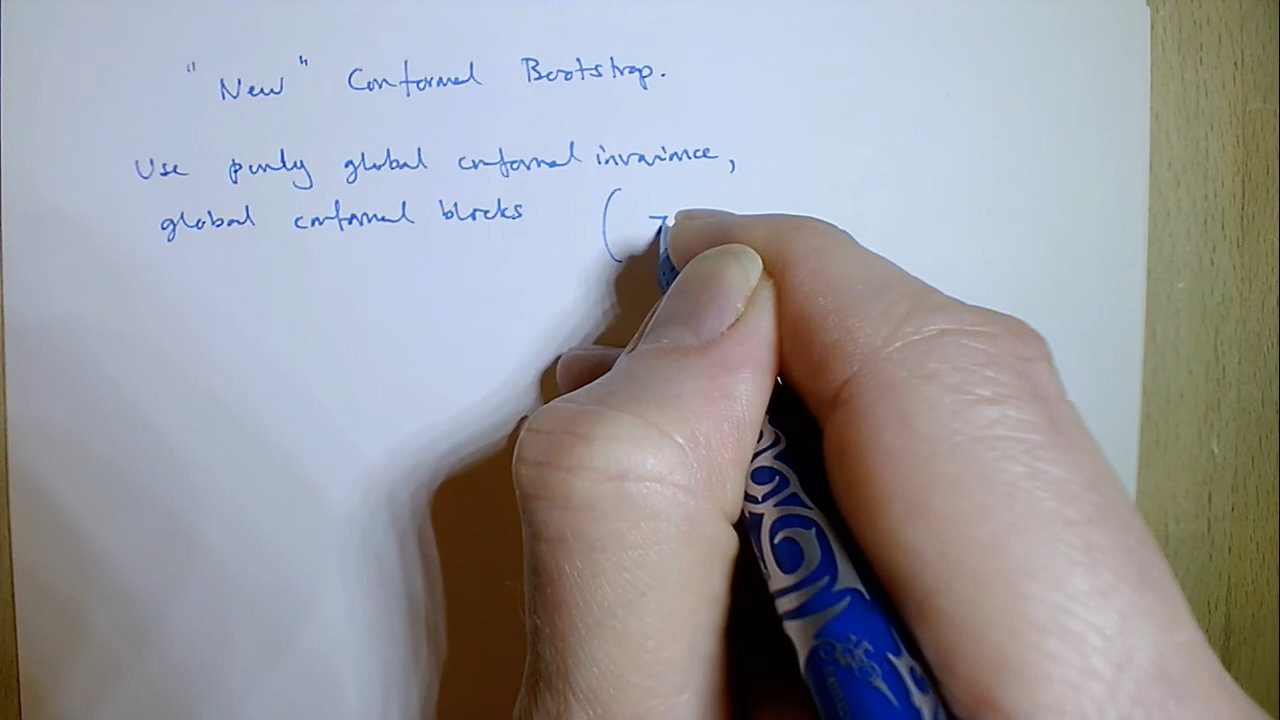 "New" Conformal Bootstrap.
Use purely global conformal invariance,
global conformal blocks (